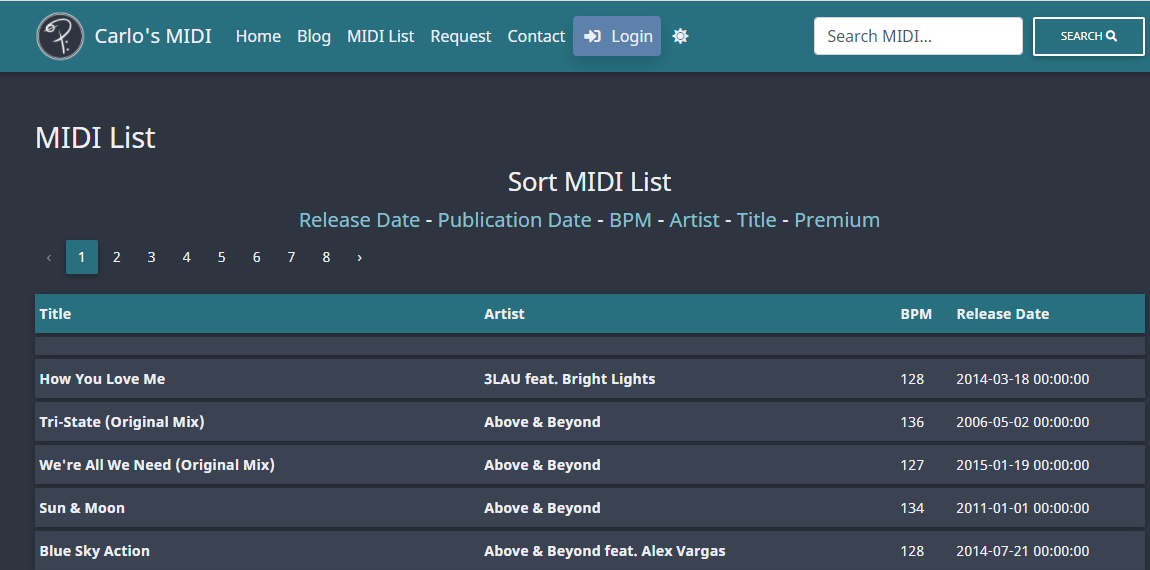 Carlo's MIDI Home Blog MIDI List Request Contact Login Search MIDI... SEARCH
MIDI List
Sort MIDI List
Release Date - Publication Date - BPM - Artist - Title - Premium
‹ 1 2 3 4 5 6 7 8 ›
Title Artist BPM Release Date
How You Love Me 3LAU feat. Bright Lights 128 2014-03-18 00:00:00
Tri-State (Original Mix) Above & Beyond 136 2006-05-02 00:00:00
We're All We Need (Original Mix) Above & Beyond 127 2015-01-19 00:00:00
Sun & Moon Above & Beyond 134 2011-01-01 00:00:00
Blue Sky Action Above & Beyond feat. Alex Vargas 128 2014-07-21 00:00:00